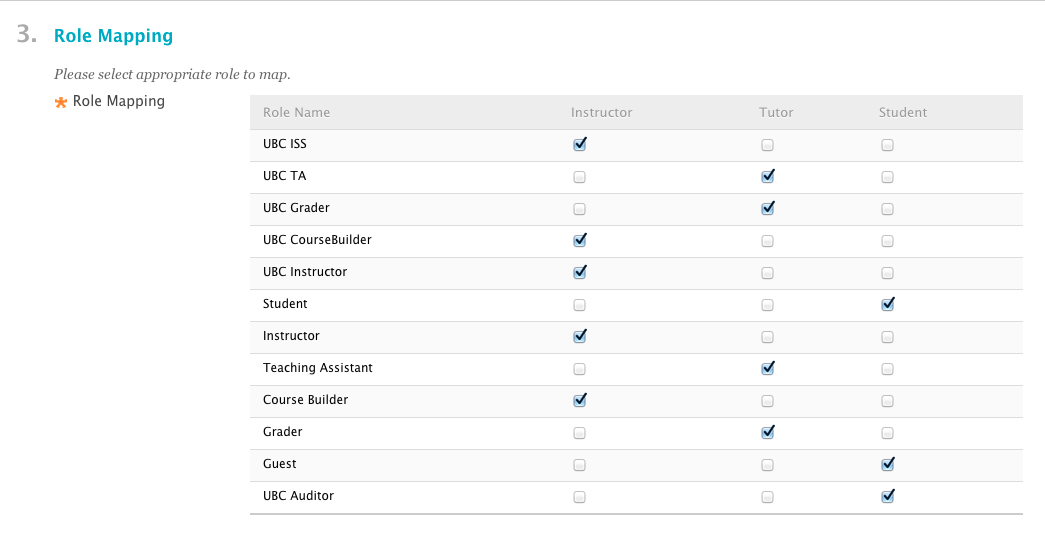 3. Role Mapping
Please select appropriate role to map.
Role Mapping
Role Name Instructor Tutor Student
UBC ISS
UBC TA
UBC Grader
UBC CourseBuilder
UBC Instructor
Student
Instructor
Teaching Assistant
Course Builder
Grader
Guest
UBC Auditor